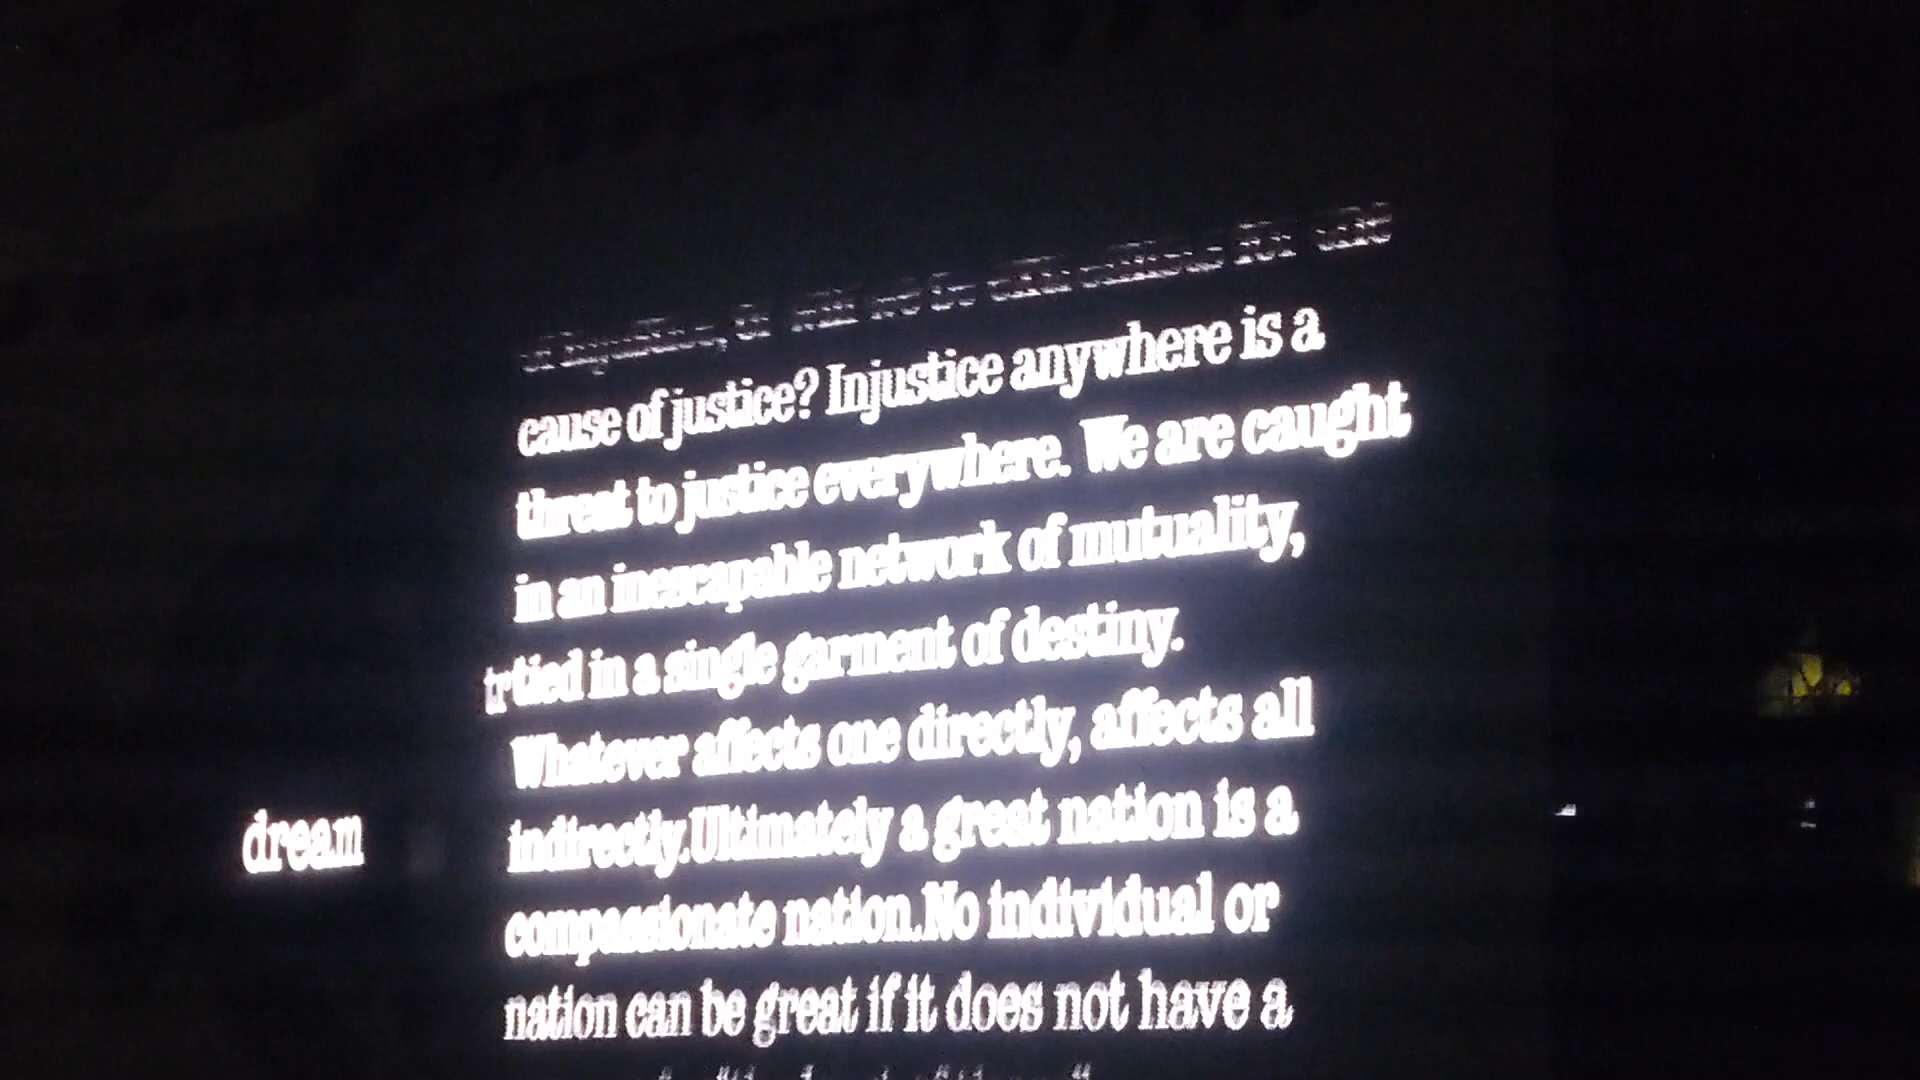 cause of justice? Injustice anywhere is a
threat to justice everywhere. We are caught
in an inescapable network of mutuality,
tr tied in a single garment of destiny.
Whatever affects one directly, affects all
dream
indirectly.Ultimately a great nation is a
compassionate nation.No individual or
nation can be great if it does not have a